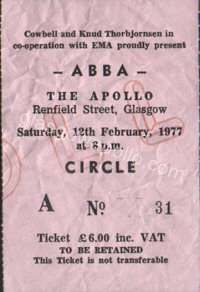 Cowbell and Knud Thorbjornsen in
co-operation with EMA proudly present
– ABBA –
THE APOLLO
Renfield Street, Glasgow
Saturday, 12th February, 1977
at 8 p.m.
CIRCLE
A No 31
Ticket £6.00 inc. VAT
TO BE RETAINED
This Ticket is not transferable